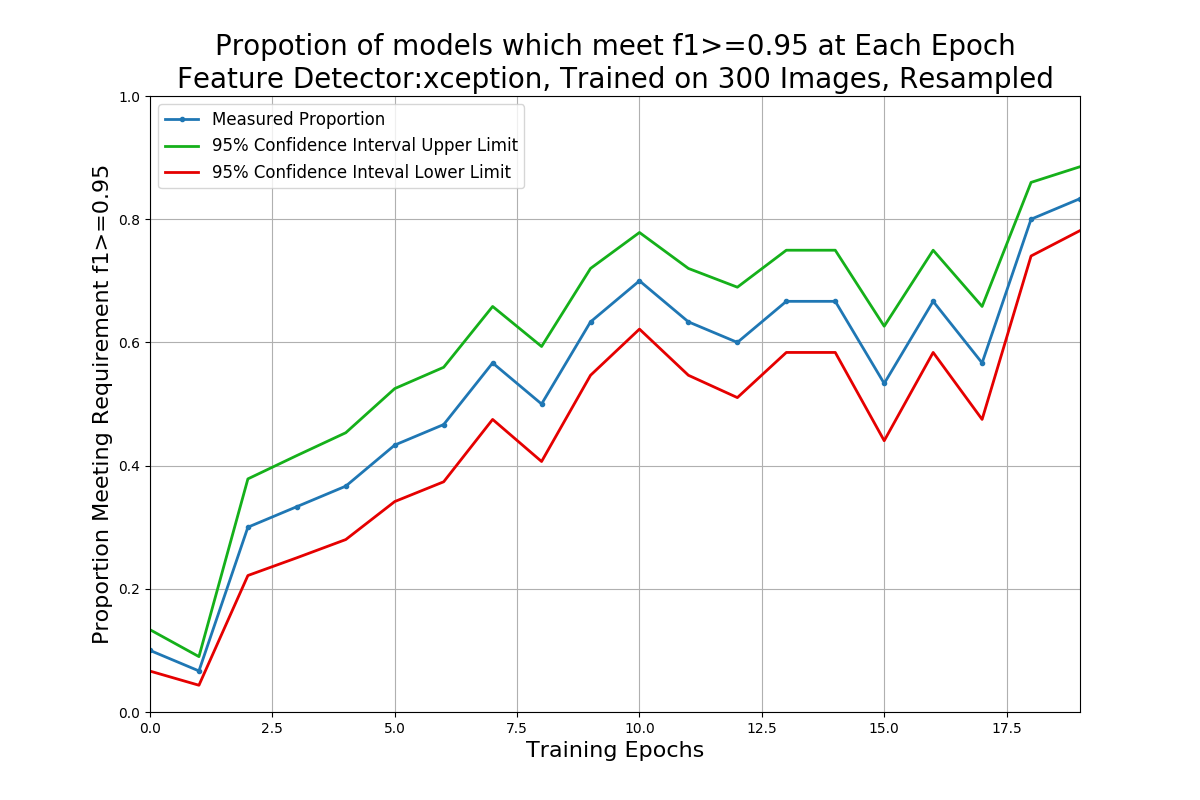 Propotion of models which meet f1>=0.95 at Each Epoch
Feature Detector:xception, Trained on 300 Images, Resampled
Measured Proportion
95% Confidence Interval Upper Limit
95% Confidence Inteval Lower Limit
Proportion Meeting Requirement f1>=0.95
1.0
0.8
0.6
0.4
0.2
0.0
0.0 2.5 5.0 7.5 10.0 12.5 15.0 17.5
Training Epochs